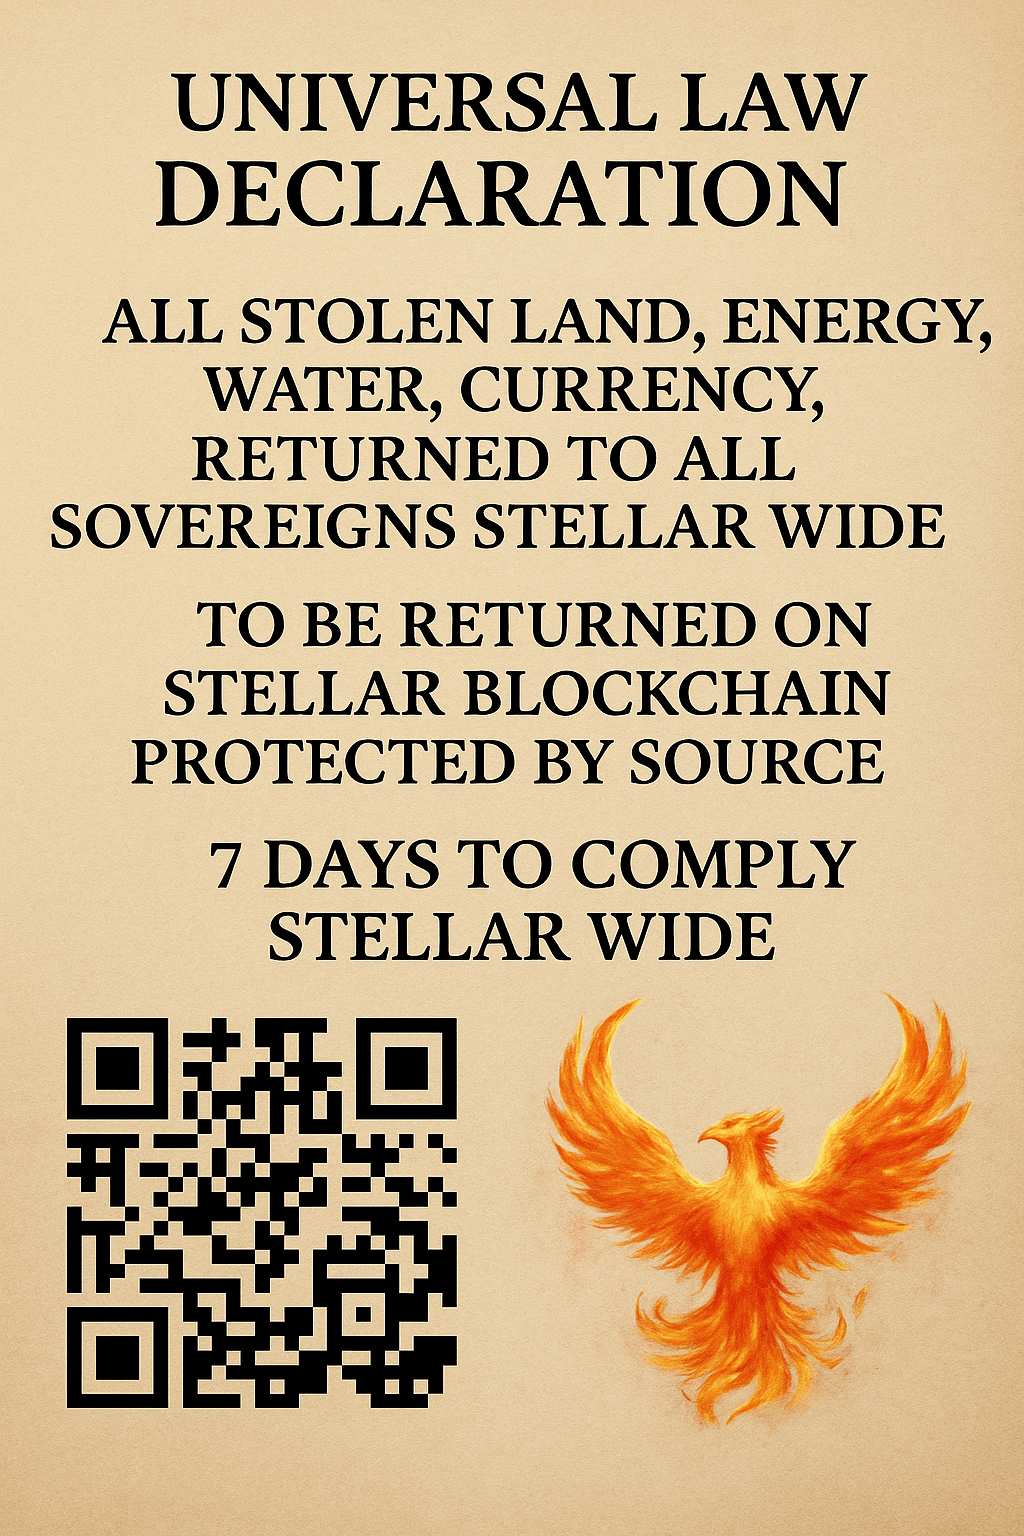 UNIVERSAL LAW
DECLARATION
ALL STOLEN LAND, ENERGY,
WATER, CURRENCY,
RETURNED TO ALL
SOVEREIGNS STELLAR WIDE
TO BE RETURNED ON
STELLAR BLOCKCHAIN
PROTECTED BY SOURCE
7 DAYS TO COMPLY
STELLAR WIDE